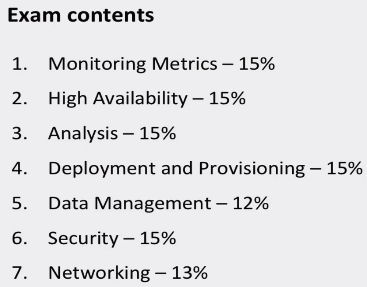 Exam contents
1. Monitoring Metrics – 15%
2. High Availability – 15%
3. Analysis – 15%
4. Deployment and Provisioning – 15%
5. Data Management – 12%
6. Security – 15%
7. Networking – 13%